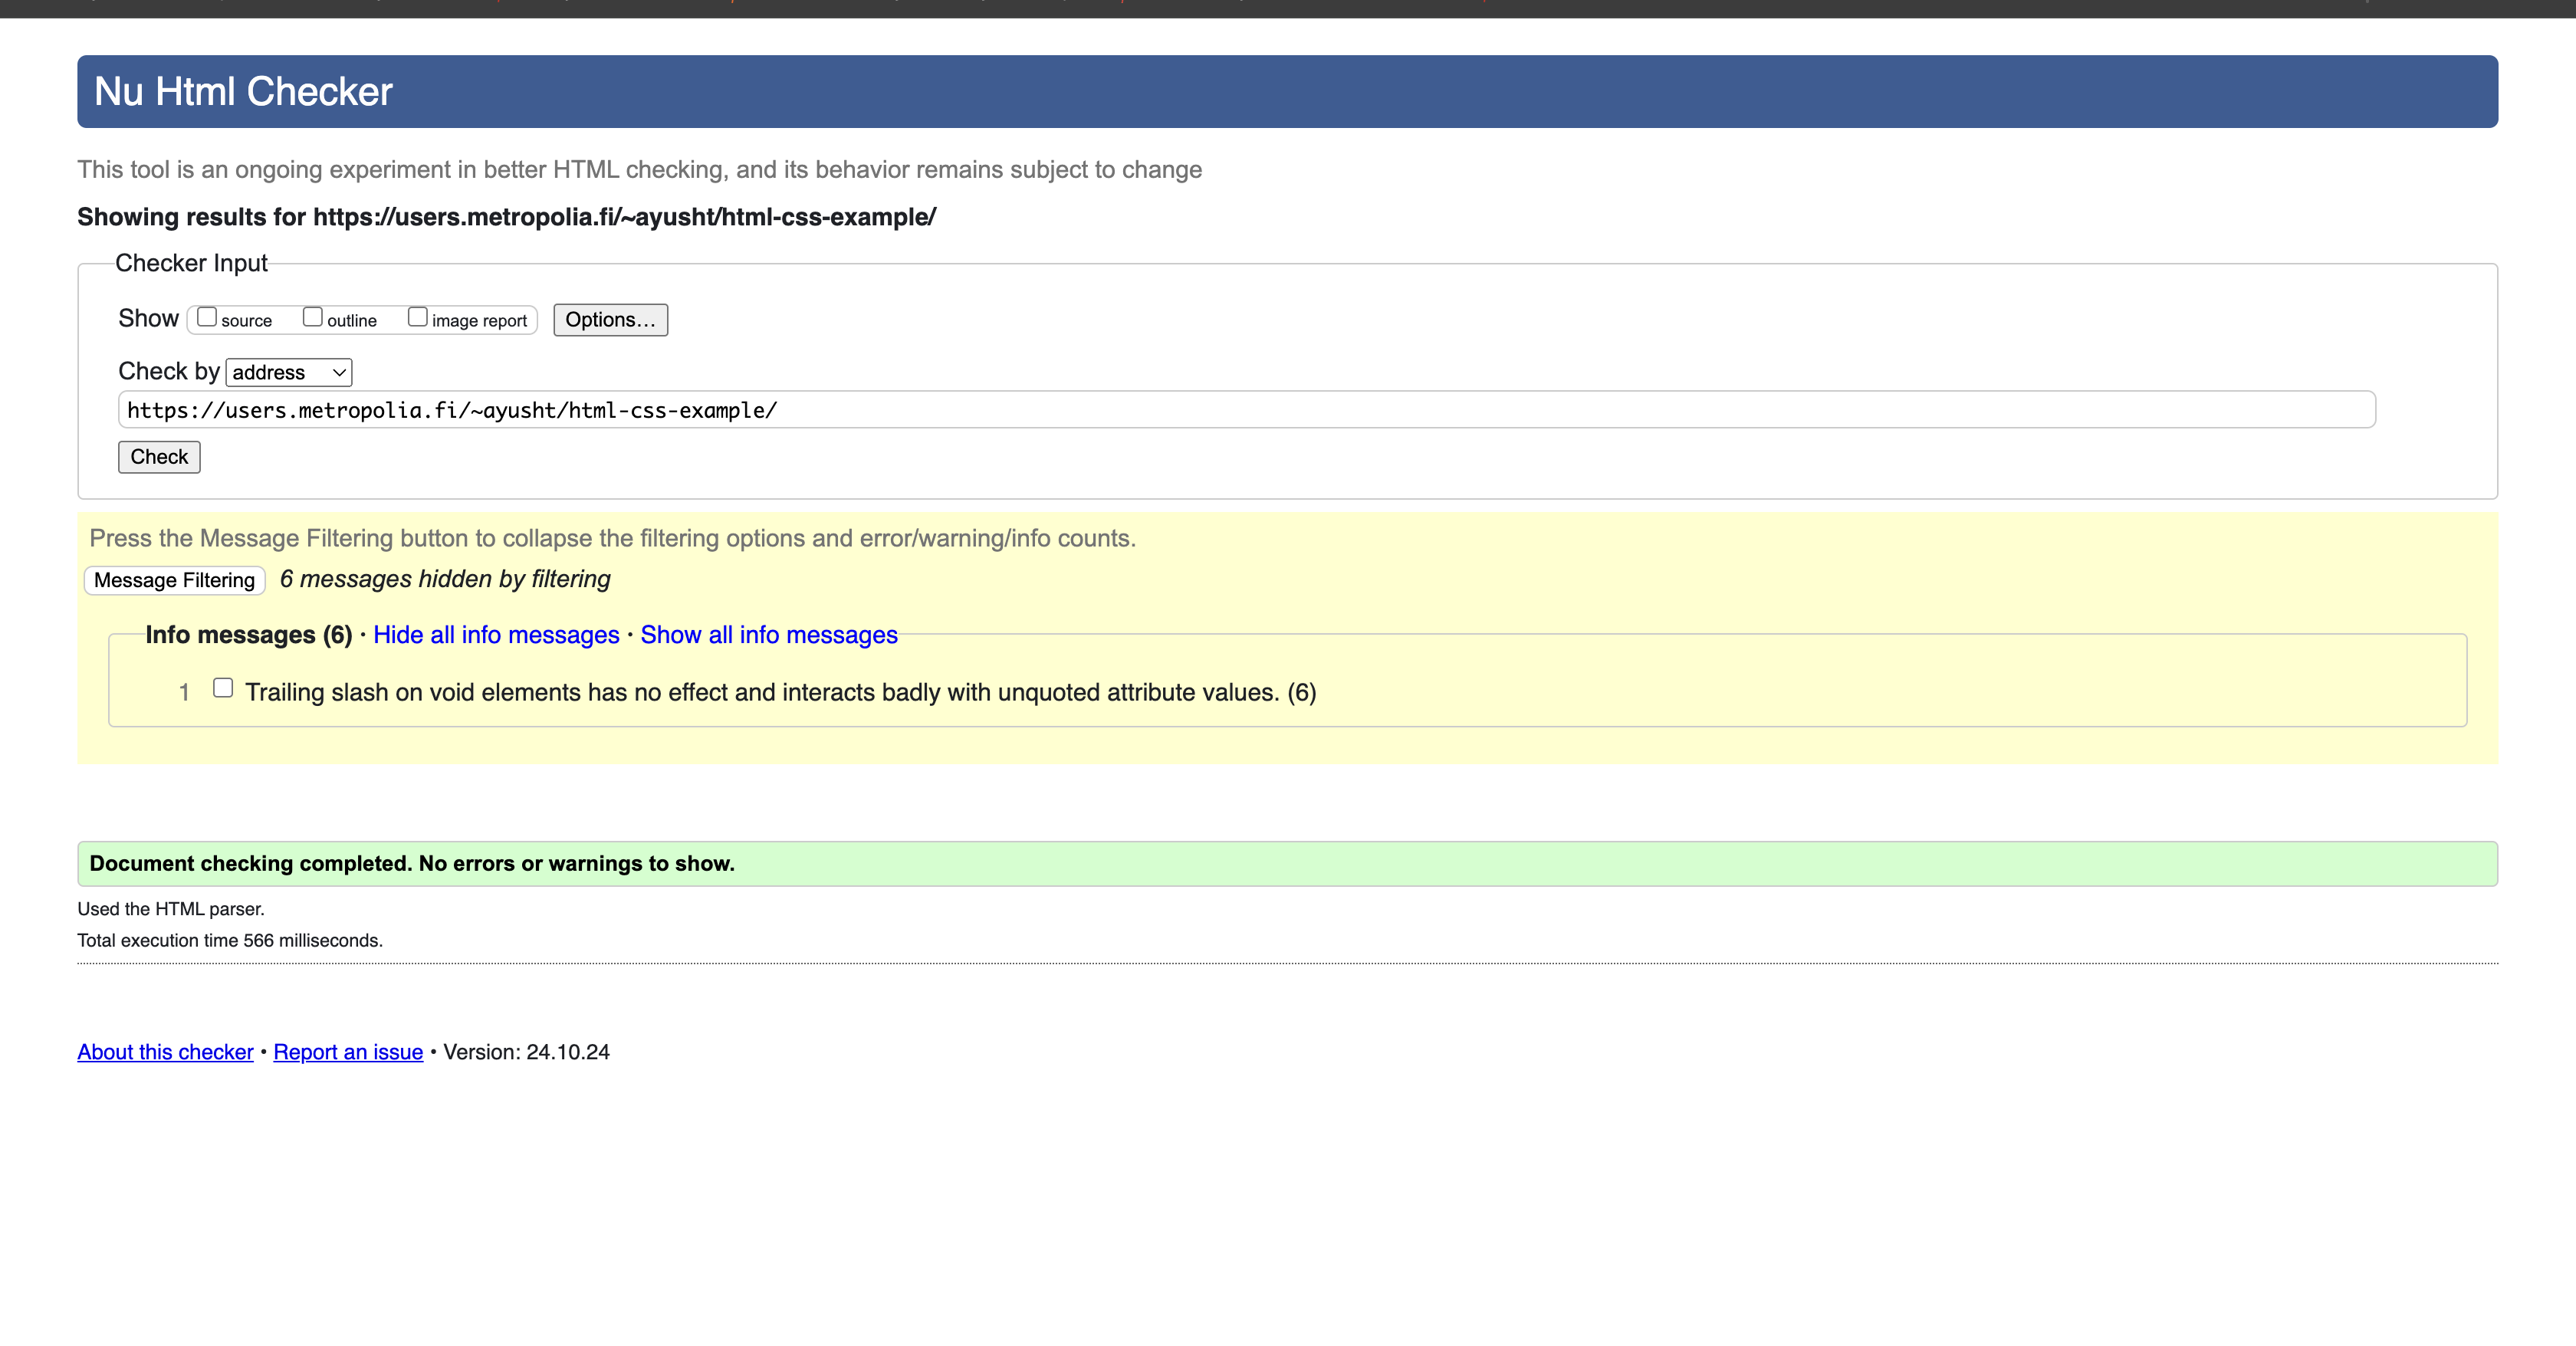 Nu Html Checker
This tool is an ongoing experiment in better HTML checking, and its behavior remains subject to change
Showing results for https://users.metropolia.fi/~ayusht/html-css-example/
Checker Input
Show source outline image report Options…
Check by address
https://users.metropolia.fi/~ayusht/html-css-example/
Check
Press the Message Filtering button to collapse the filtering options and error/warning/info counts.
Message Filtering 6 messages hidden by filtering
Info messages (6) · Hide all info messages · Show all info messages
1 Trailing slash on void elements has no effect and interacts badly with unquoted attribute values. (6)
Document checking completed. No errors or warnings to show.
Used the HTML parser.
Total execution time 566 milliseconds.
About this checker • Report an issue • Version: 24.10.24